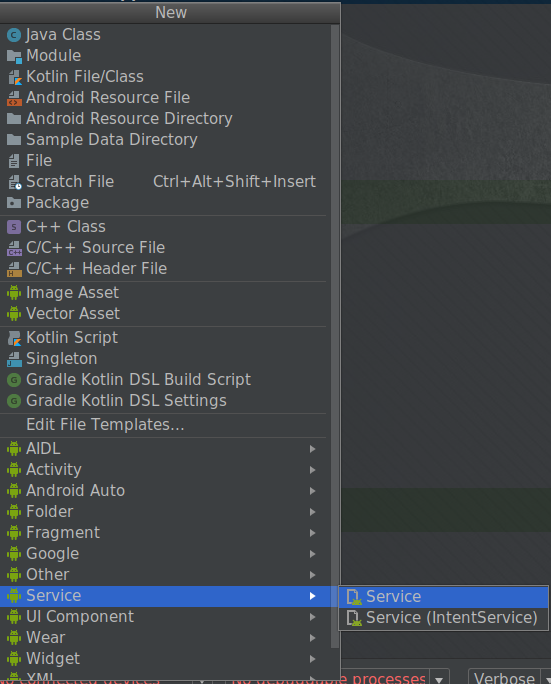 New
Java Class
Module
Kotlin File/Class
Android Resource File
Android Resource Directory
Sample Data Directory
File
Scratch File Ctrl+Alt+Shift+Insert
Package
C++ Class
C/C++ Source File
C/C++ Header File
Image Asset
Vector Asset
Kotlin Script
Singleton
Gradle Kotlin DSL Build Script
Gradle Kotlin DSL Settings
Edit File Templates...
AIDL
Activity
Android Auto
Folder
Fragment
Google
Other
Service
Service
UI Component
Service (IntentService)
Wear
Widget
XML
No debuggable processes
Verbose